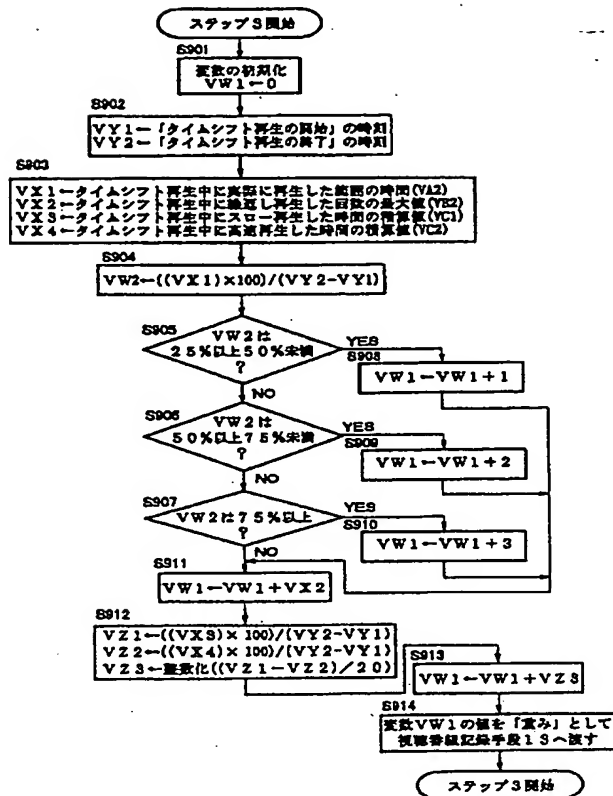 ステップ3開始
S901
変数の初期化
VW1←0
S902
VY1←「タイムシフト再生の開始」の時刻
VY2←「タイムシフト再生の終了」の時刻
S903
VX1←タイムシフト再生中に実際に再生した範囲の時間(VA2)
VX2←タイムシフト再生中に繰返し再生した回数の最大値(VB2)
VX3←タイムシフト再生中にスロー再生した時間の積算値(VC1)
VX4←タイムシフト再生中に高速再生した時間の積算値(VC2)
S904
VW2←((VX1)×100)/(VY2-VY1)
S905
VW2は
25%以上50%未満
?
YES
S908
VW1←VW1+1
NO
S906
VW2は
50%以上75%未満
?
YES
S909
VW1←VW1+2
NO
S907
VW2は75%以上
?
YES
S910
VW1←VW1+3
NO
S911
VW1←VW1+VX2
S912
VZ1←((VX3)×100)/(VY2-VY1)
VZ2←((VX4)×100)/(VY2-VY1)
VZ3←整数化((VZ1-VZ2)/20)
S913
VW1←VW1+VZ3
S914
変数VW1の値を「重み」として
視聴番組記録手段13へ渡す
ステップ3開始